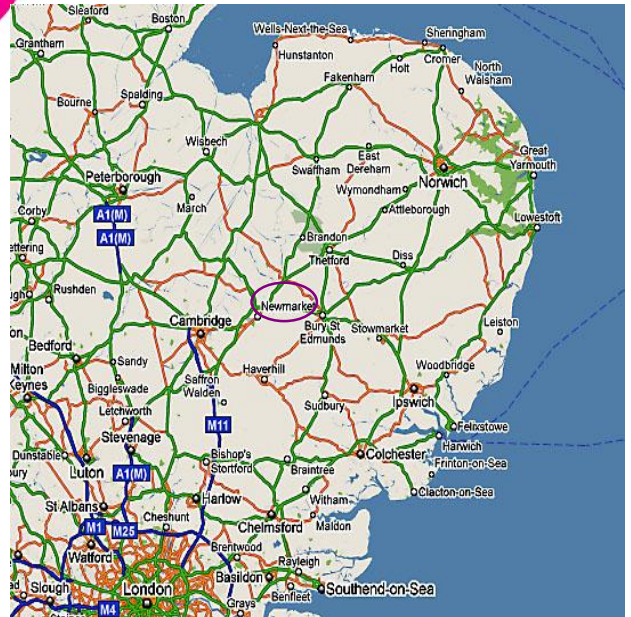 Sleaford
Boston
Grantham
Wells-Next-the-Sea
Sheringham
Hunstanton
Cromer
Holt
North
Walsham
Fakenham
Spalding
Bourne
Wisbech
East
Dereham
Swaffham
Great
Yarmouth
Norwich
Peterborough
Wymondham
March
Attleborough
A1(M)
Corby
Lowestoft
A1(M)
Brandon
ettering
Thetford
Diss
Rushden
Newmarket
Cambridge
Bury St
Edmunds
Stowmarket
Leiston
Bedford
Sandy
Woodbridge
Milton
Keynes
Haverhill
Saffron
Walden
Biggleswade
Sudbury
Ipswich
Letchworth
M11
Felixstowe
Stevenage
Harwich
Dunstable
Bishop's
Stortford
Colchester
Luton
A1(M)
Braintree
Frinton-on-Sea
Witham
Clacton-on-Sea
Harlow
St Albans
Cheshunt
Chelmsford
Maldon
M1
M25
Watford
Brentwood
Rayleigh
Basildon
Southend-on-Sea
Slough
London
Benfleet
M4
Grays